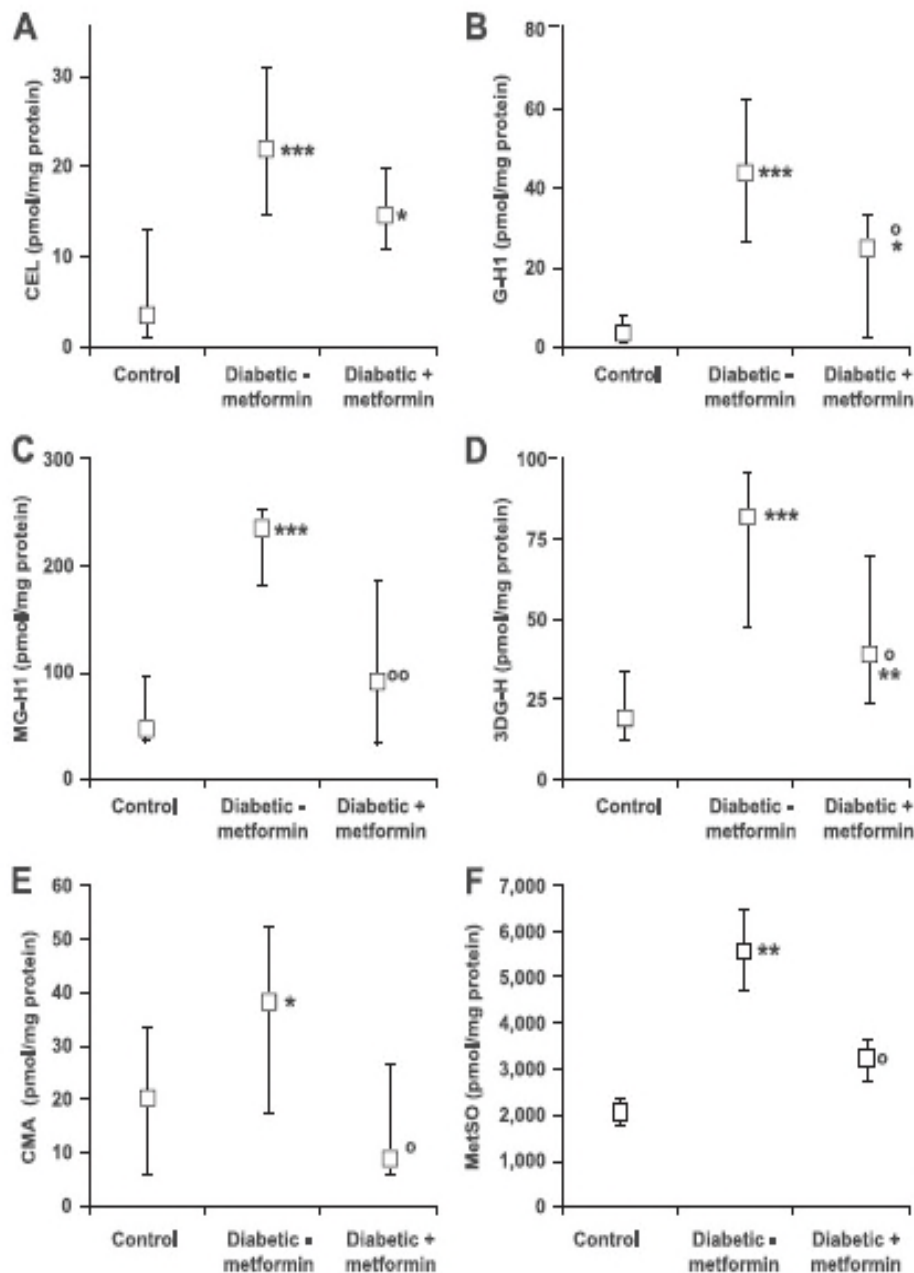 A
CEL (pmol/mg protein)
30
20
10
0
***
*
Control
Diabetic - metformin
Diabetic + metformin
B
G-H1 (pmol/mg protein)
80
60
40
20
0
***
o
*
Control
Diabetic - metformin
Diabetic + metformin
C
MG-H1 (pmol/mg protein)
300
200
100
0
***
oo
Control
Diabetic - metformin
Diabetic + metformin
D
3DG-H (pmol/mg protein)
100
75
50
25
0
***
o
**
Control
Diabetic - metformin
Diabetic + metformin
E
CMA (pmol/mg protein)
60
50
40
30
20
10
0
*
o
Control
Diabetic - metformin
Diabetic + metformin
F
MetSO (pmol/mg protein)
7,000
6,000
5,000
4,000
3,000
2,000
1,000
0
**
o
Control
Diabetic - metformin
Diabetic + metformin